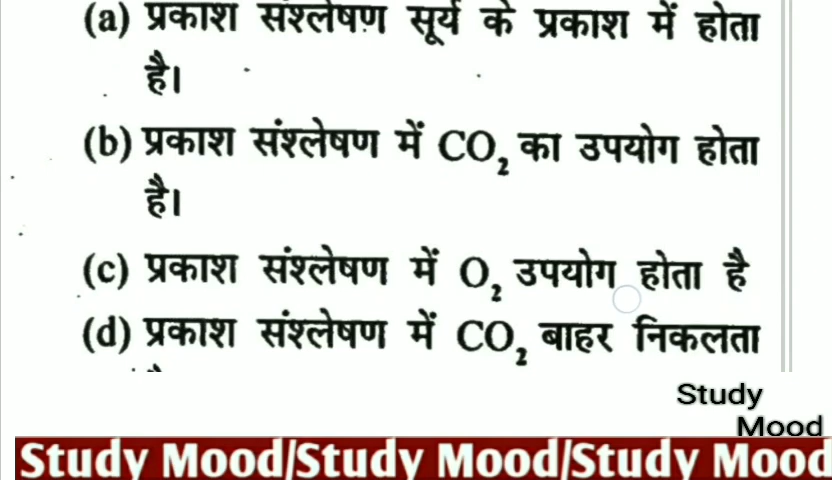 (a) प्रकाश संश्लेषण सूर्य के प्रकाश में होता
है।
(b) प्रकाश संश्लेषण में CO₂ का उपयोग होता
है।
(c) प्रकाश संश्लेषण में O₂ उपयोग होता है
(d) प्रकाश संश्लेषण में CO₂ बाहर निकलता
Study
Mood
Study Mood/Study Mood/Study Mood